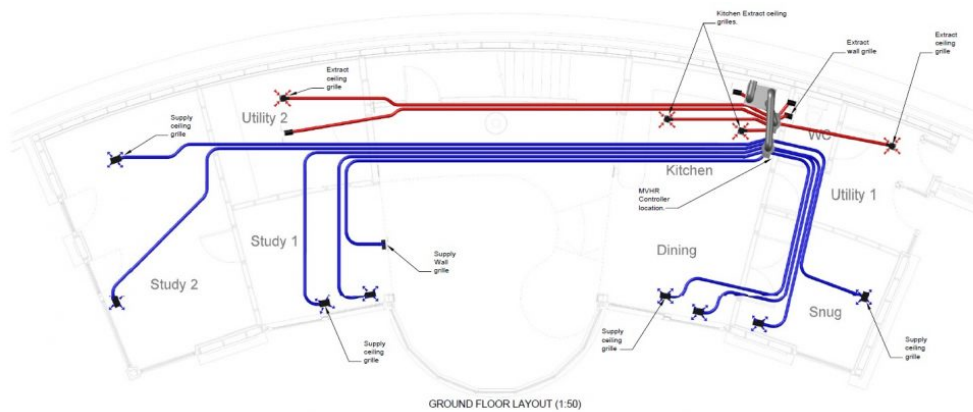 Kitchen Extract ceiling
grilles.
Extract
wall grille
Extract
ceiling
grille
Extract
ceiling
grille
Utility 2
Supply
ceiling
grille
WC
Kitchen
MVHR
Controller
location.
Utility 1
Study 1
Supply
Wall
grille
Dining
Study 2
Snug
Supply
ceiling
grille
Supply
ceiling
grille
Supply
ceiling
grille
GROUND FLOOR LAYOUT (1:50)